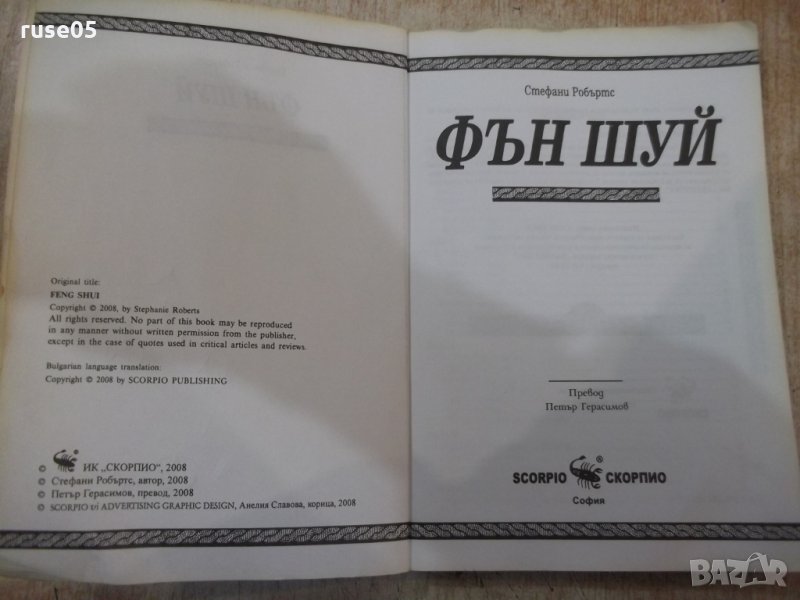 ruse05
Original title:
FENG SHUI
Copyright © 2008, by Stephanie Roberts
All rights reserved. No part of this book may be reproduced
in any manner without written permission from the publisher,
except in the case of quotes used in critical articles and reviews.
Bulgarian language translation:
Copyright © 2008 by SCORPIO PUBLISHING
© ИК „СКОРПИО", 2008
© Стефани Робъртс, автор, 2008
© Петър Герасимов, превод, 2008
© SCORPIO tri ADVERTISING GRAPHIC DESIGN, Анелия Славова, корица, 2008
Стефани Робъртс
ФЪН ШУЙ
Превод
Петър Герасимов
SCORPIO ® СКОРПИО
София
BAZAR